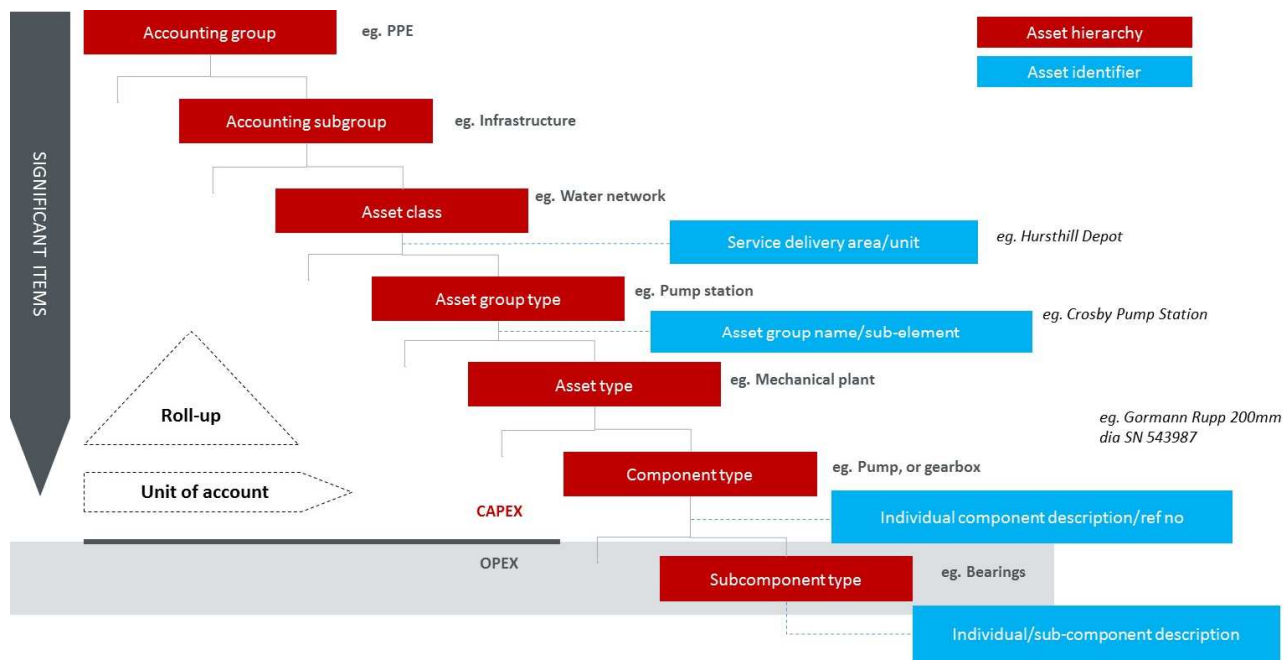 Accounting group
eg. PPE
Asset hierarchy
Asset identifier
Accounting subgroup
eg. Infrastructure
SIGNIFICANT ITEMS
Asset class
eg. Water network
Service delivery area/unit
eg. Hursthill Depot
Asset group type
eg. Pump station
Asset group name/sub-element
eg. Crosby Pump Station
Asset type
eg. Mechanical plant
Roll-up
eg. Gormann Rupp 200mm
dia SN 543987
Component type
eg. Pump, or gearbox
Unit of account
CAPEX
Individual component description/ref no
OPEX
Subcomponent type
eg. Bearings
Individual/sub-component description